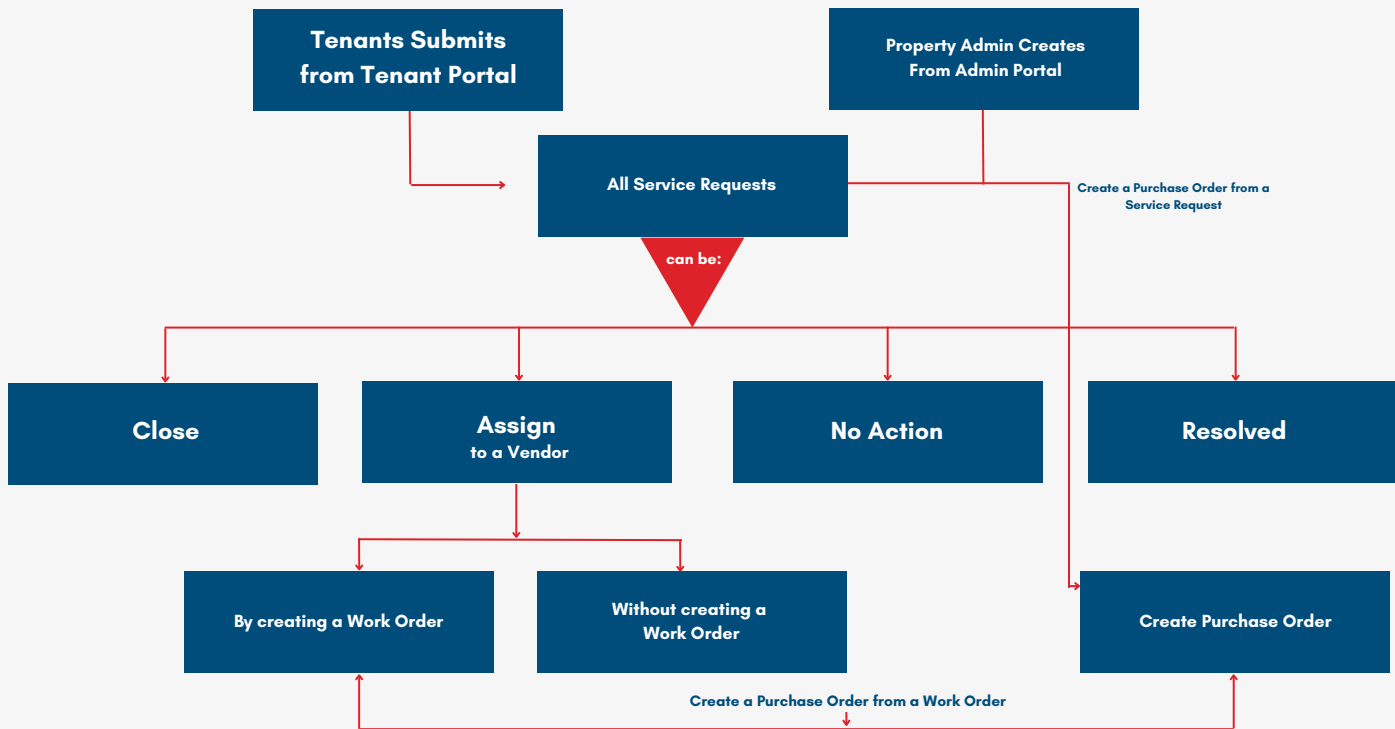 Tenants Submits
from Tenant Portal
Property Admin Creates
From Admin Portal
All Service Requests
Create a Purchase Order from a
Service Request
can be:
Close
Assign
to a Vendor
No Action
Resolved
By creating a Work Order
Without creating a
Work Order
Create Purchase Order
Create a Purchase Order from a Work Order